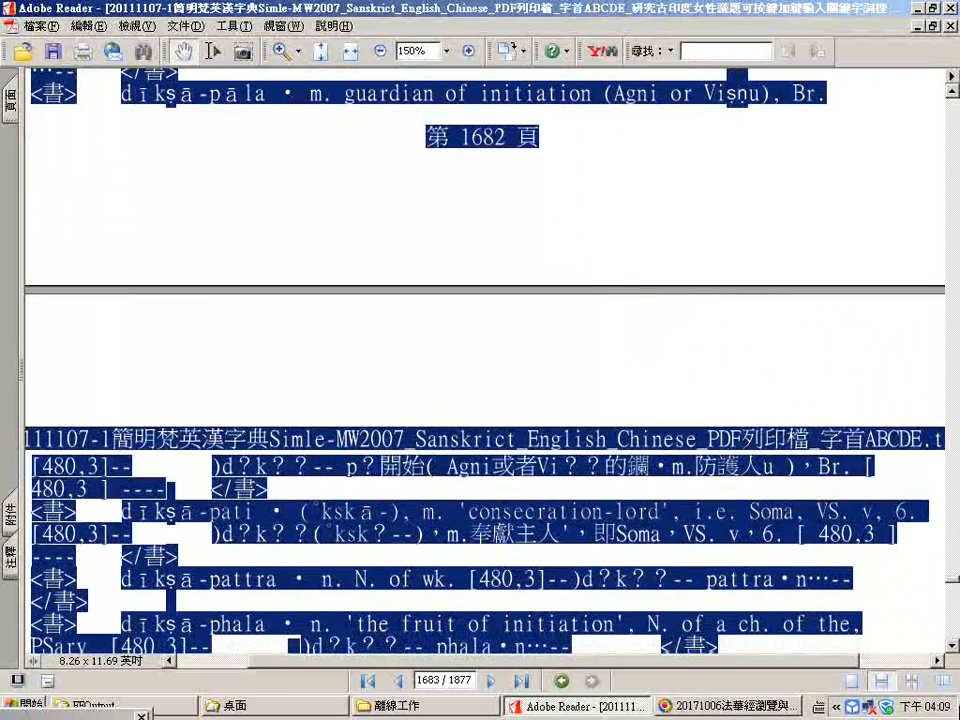 Adobe Reader - [20111107-1簡明梵英漢字典Simle-MW2007_Sanskrict_English_Chinese_PDF列印檔_字首ABCDE_研究古印度女性議題可按鍵加鍵輸入關鍵字詞搜
檔案(F) 編輯(E) 檢視(V) 文件(D) 工具(T) 視窗(W) 說明(H)
150% Y! 尋找:
頁面
…-- </書>
<書> dīkṣā-pāla • m. guardian of initiation (Agni or Viṣṇu), Br.
第 1682 頁
111107-1簡明梵英漢字典Simle-MW2007_Sanskrict_English_Chinese_PDF列印檔_字首ABCDE.t
[480,3]-- )d?k??-- p?開始( Agni或者Vi??的鑭•m.防護人u ),Br. [
480,3 ] ---- </書>
<書> dīkṣā-pati • (˚kskā-), m. 'consecration-lord', i.e. Soma, VS. v, 6.
[480,3]-- )d?k??(˚ksk?--),m.奉獻主人',即Soma,VS. v,6. [ 480,3 ]
---- </書>
<書> dīkṣā-pattra • n. N. of wk. [480,3]--)d?k??-- pattra•n…--
</書>
<書> dīkṣā-phala • n. 'the fruit of initiation', N. of a ch. of the,
PSarv. [480,3]-- )d?k??-- phala•n…-- </書>
附件
注釋
8.26 x 11.69 英吋
1683 / 1877
開始 FFOutput 桌面 離線工作 Adobe Reader - [201111... 20171006法華經瀏覽與... « 下午 04:09